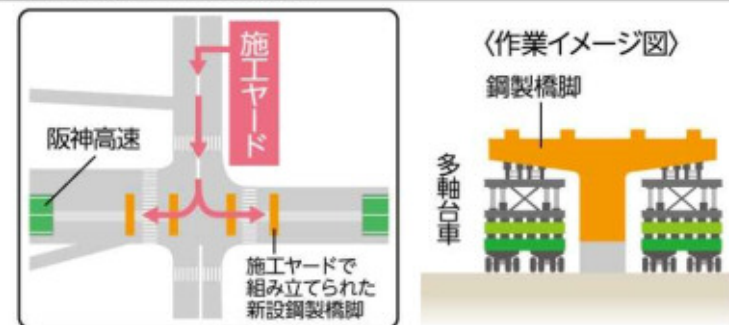 施工ヤード
阪神高速
施工ヤードで
組み立てられた
新設鋼製橋脚
〈作業イメージ図〉
鋼製橋脚
多軸台車